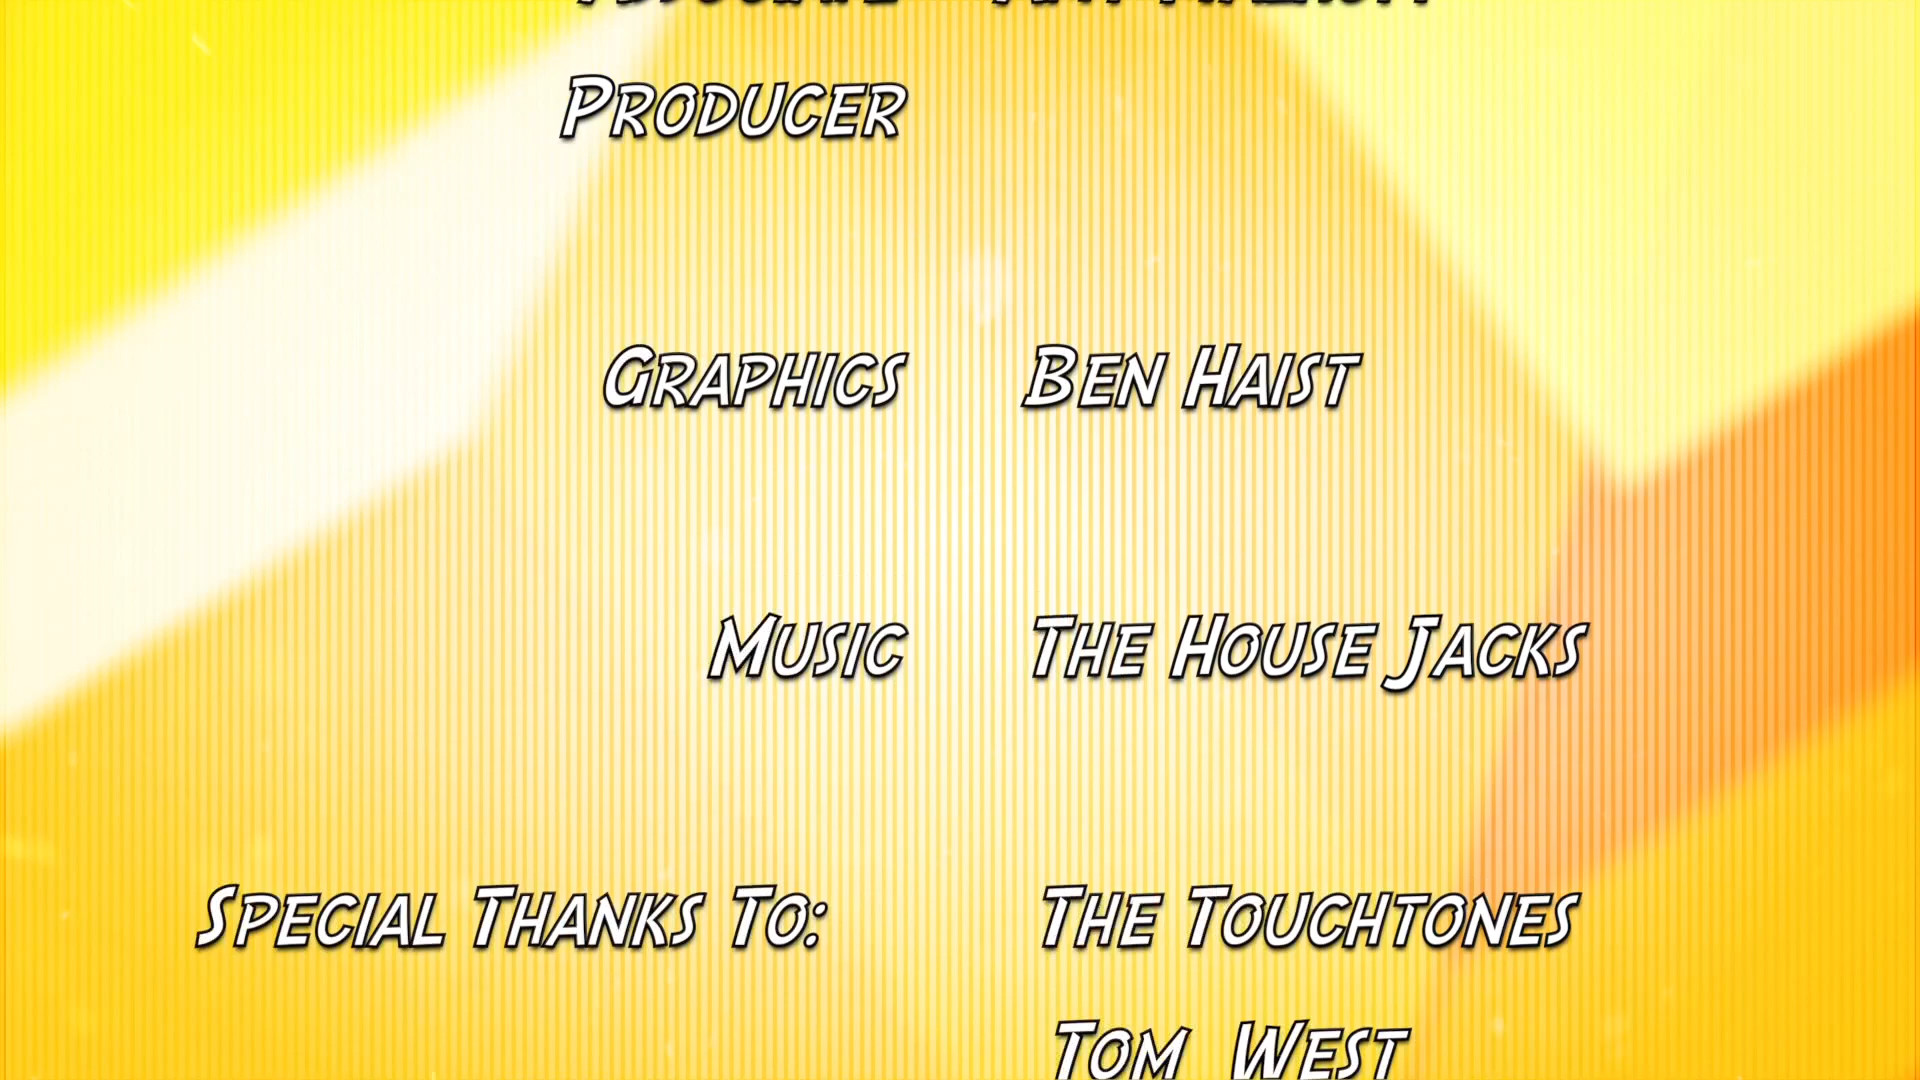 Producer
Graphics Ben Haist
Music The House Jacks
Special Thanks To: The Touchtones
Tom West